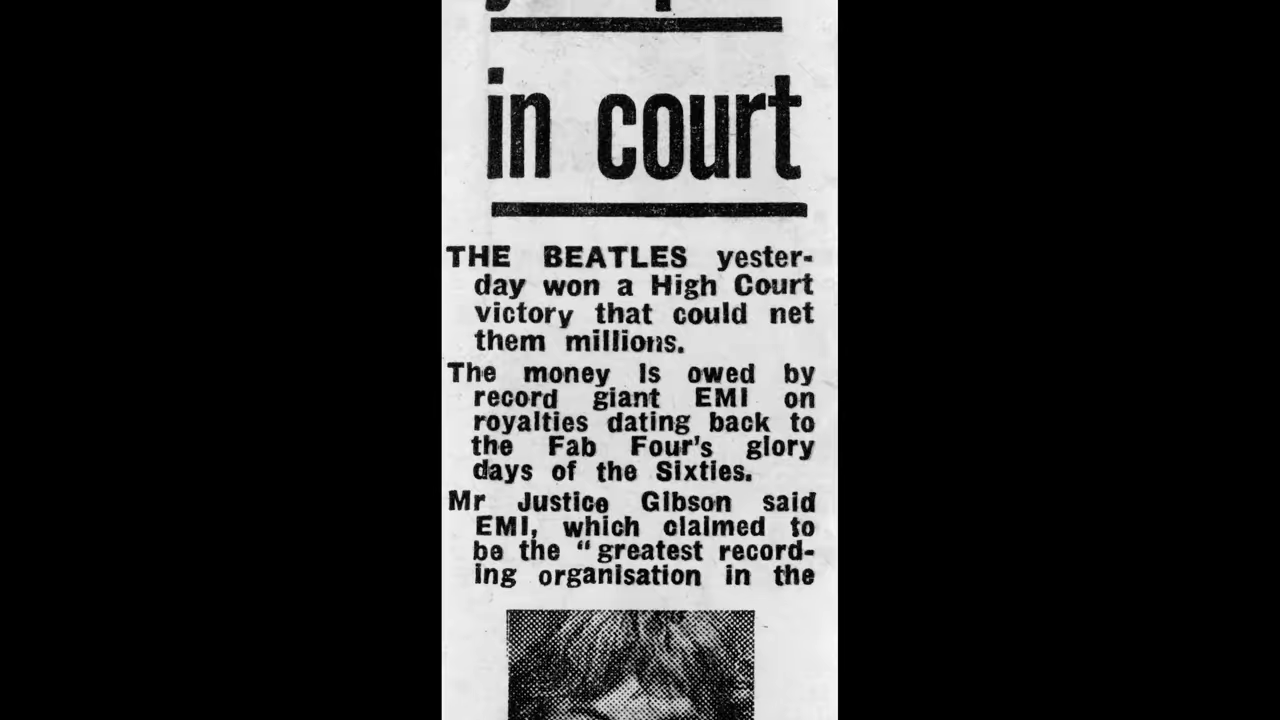 in court
THE BEATLES yester-
day won a High Court
victory that could net
them millions.
The money is owed by
record giant EMI on
royalties dating back to
the Fab Four's glory
days of the Sixties.
Mr Justice Gibson said
EMI, which claimed to
be the "greatest record-
ing organisation in the